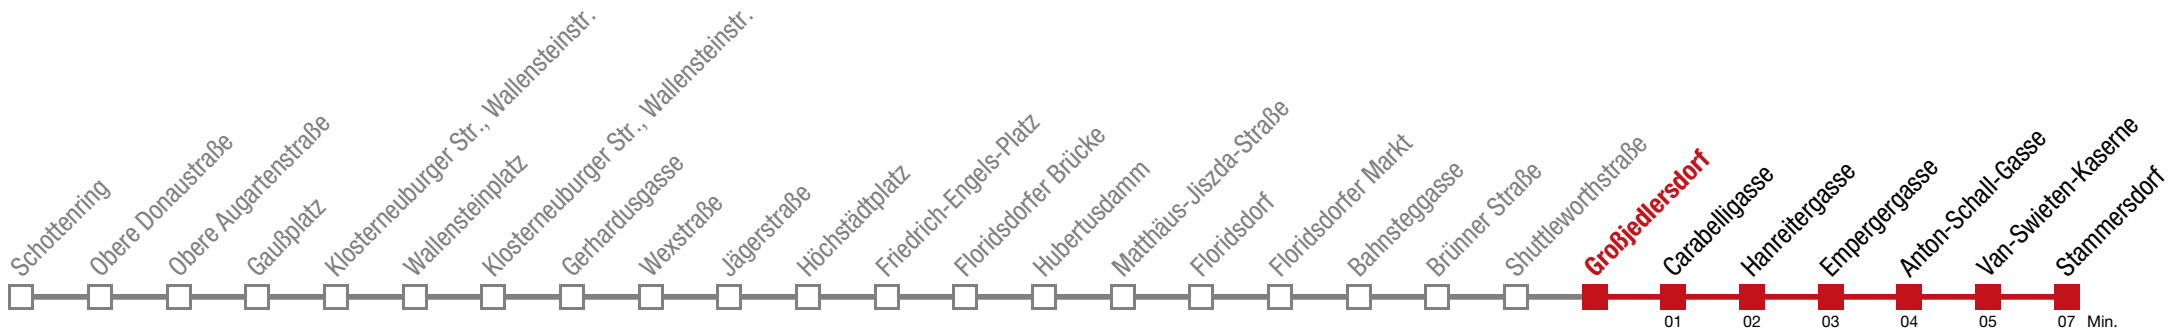 Schottenring
Obere Donaustraße
Obere Augartenstraße
Gaußplatz
Klosterneuburger Str., Wallensteinstr.
Wallensteinplatz
Klosterneuburger Str., Wallensteinstr.
Gerhardusgasse
Wexstraße
Jägerstraße
Höchstädtplatz
Friedrich-Engels-Platz
Floridsdorfer Brücke
Hubertusdamm
Matthäus-Jiszda-Straße
Floridsdorf
Floridsdorfer Markt
Bahnsteggasse
Brünner Straße
Shuttleworthstraße
Großjedlersdorf
Carabelligasse
Hanreitergasse
Empergergasse
Anton-Schall-Gasse
Van-Swieten-Kaserne
Stammersdorf
01 02 03 04 05 07 Min.